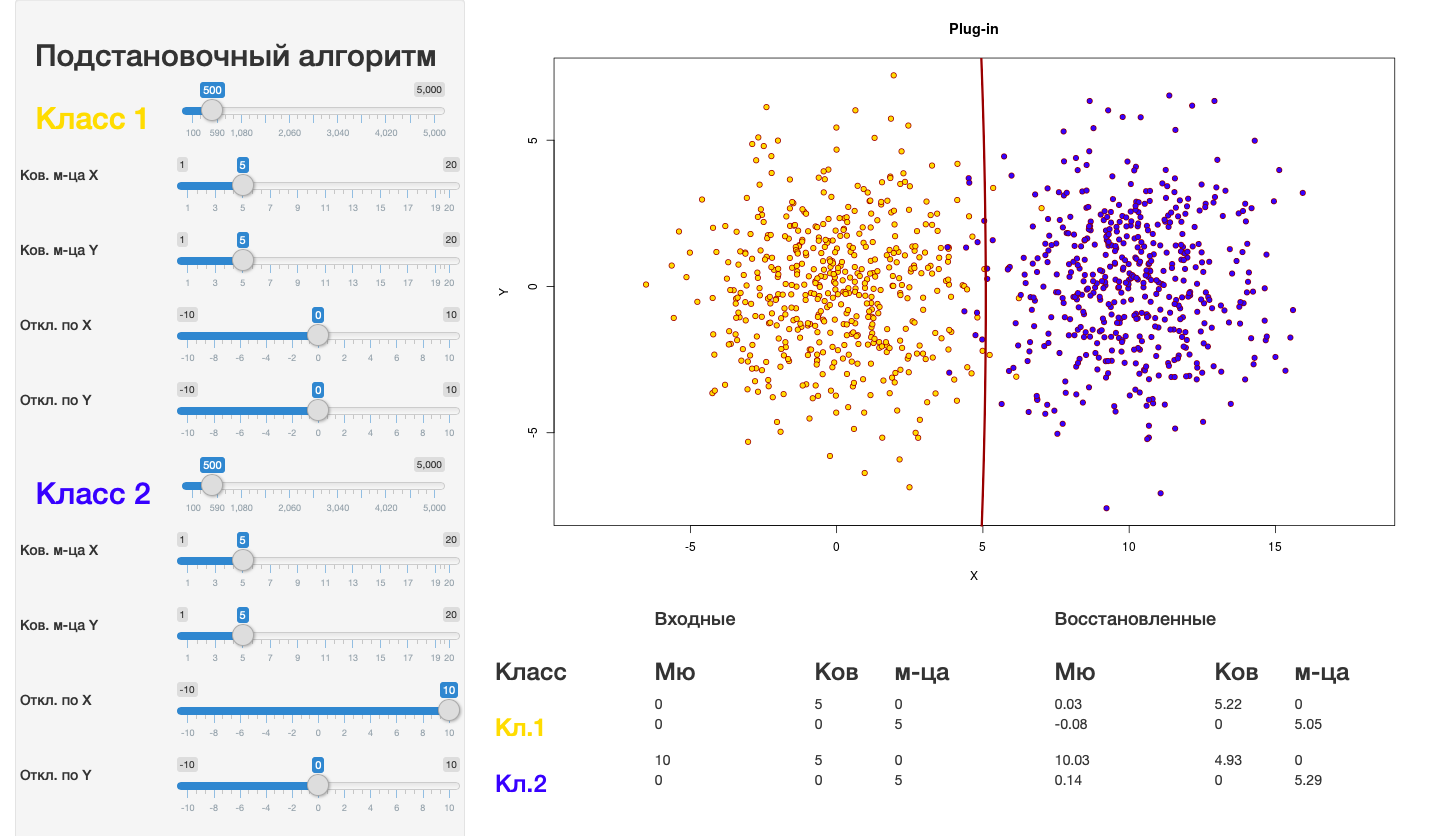 Подстановочный алгоритм
Класс 1
500 5,000
100 590 1,080 2,060 3,040 4,020 5,000
Ков. м-ца X
1 5 20
1 3 5 7 9 11 13 15 17 19 20
Ков. м-ца Y
1 5 20
1 3 5 7 9 11 13 15 17 19 20
Откл. по X
-10 0 10
-10 -8 -6 -4 -2 0 2 4 6 8 10
Откл. по Y
-10 0 10
-10 -8 -6 -4 -2 0 2 4 6 8 10
Класс 2
500 5,000
100 590 1,080 2,060 3,040 4,020 5,000
Ков. м-ца X
1 5 20
1 3 5 7 9 11 13 15 17 19 20
Ков. м-ца Y
1 5 20
1 3 5 7 9 11 13 15 17 19 20
Откл. по X
-10 10
-10 -8 -6 -4 -2 0 2 4 6 8 10
Откл. по Y
-10 0 10
-10 -8 -6 -4 -2 0 2 4 6 8 10
Plug-in
5
0
-5
Y
-5 0 5 10 15
X
Входные Восстановленные
Класс Мю Ков м-ца Мю Ков м-ца
0 5 0 0.03 5.22 0
Кл.1 0 0 5 -0.08 0 5.05
10 5 0 10.03 4.93 0
Кл.2 0 0 5 0.14 0 5.29